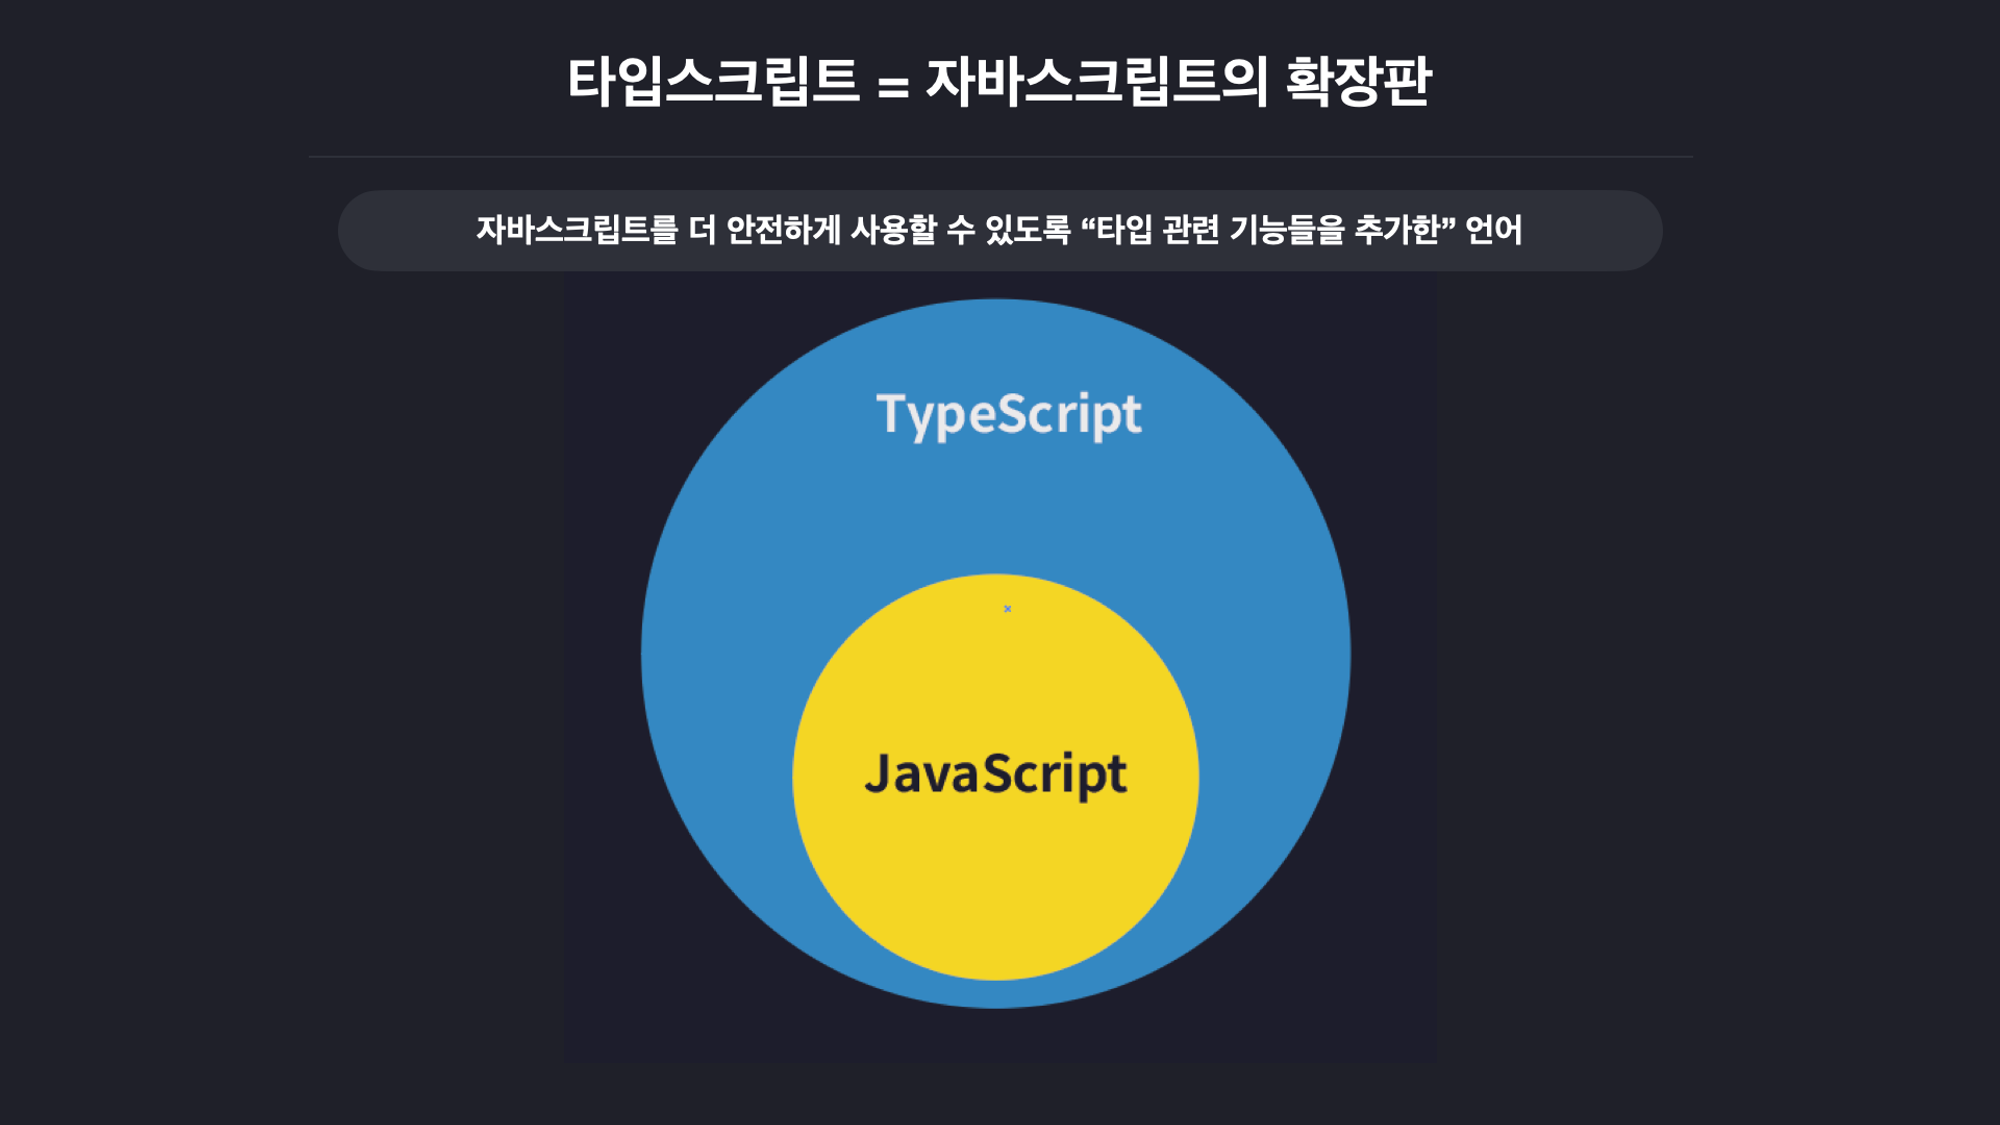 타입스크립트 = 자바스크립트의 확장판
자바스크립트를 더 안전하게 사용할 수 있도록 “타입 관련 기능들을 추가한” 언어
TypeScript
JavaScript